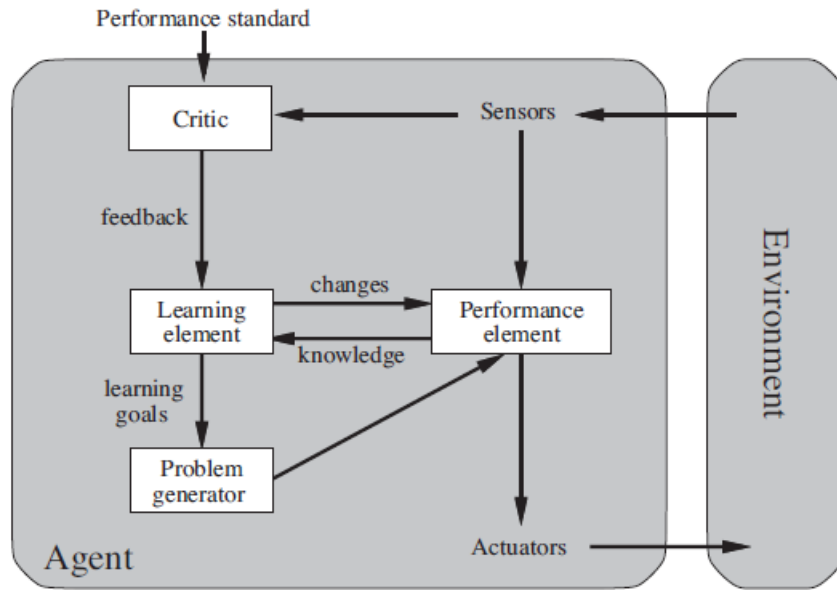 Performance standard
Critic
Sensors
feedback
Learning
element
changes
knowledge
Performance
element
learning
goals
Problem
generator
Actuators
Agent
Environment